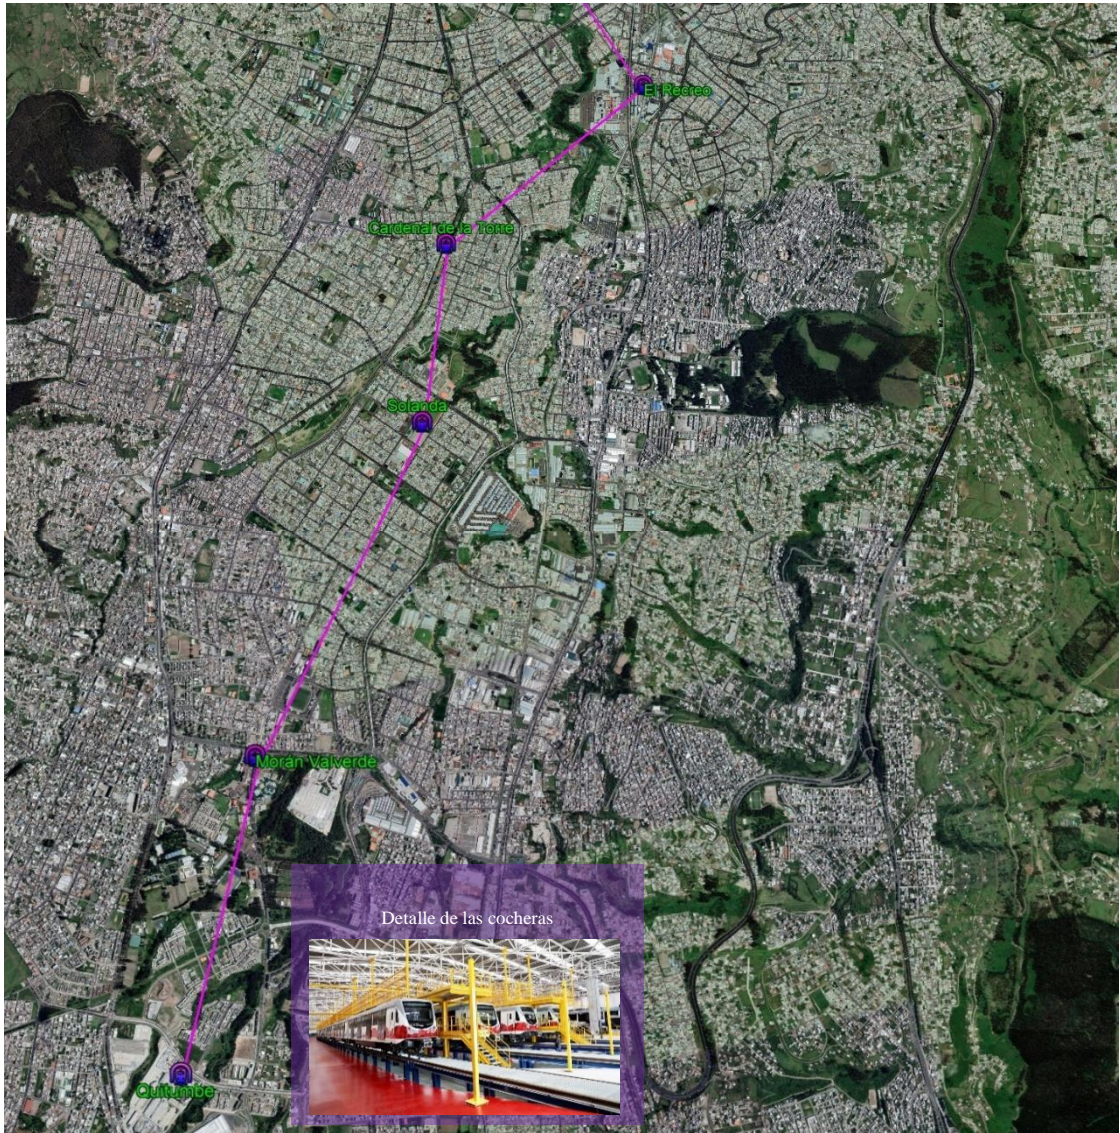 El Recreo
Cardenal de la Torre
Solanda
Morán Valverde
Detalle de las cocheras
Quitumbe